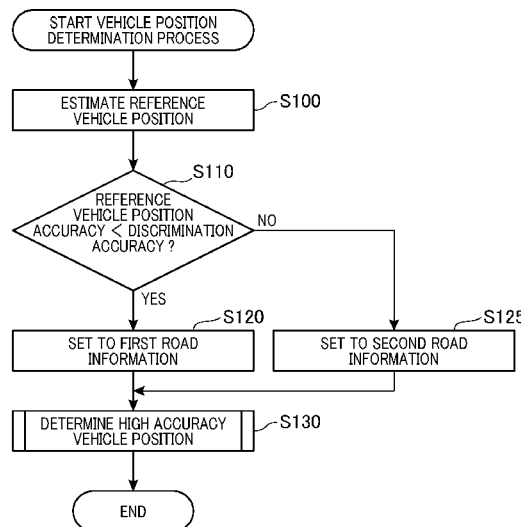 START VEHICLE POSITION
DETERMINATION PROCESS
ESTIMATE REFERENCE
VEHICLE POSITION
S100
S110
REFERENCE
VEHICLE POSITION
ACCURACY < DISCRIMINATION
ACCURACY ?
NO
YES
S120
SET TO FIRST ROAD
INFORMATION
S125
SET TO SECOND ROAD
INFORMATION
DETERMINE HIGH ACCURACY
VEHICLE POSITION
S130
END